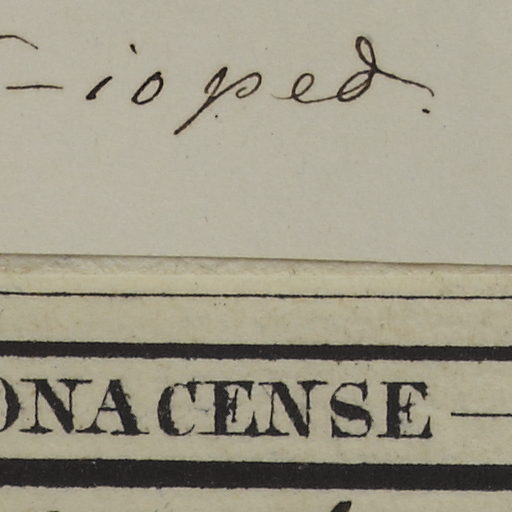 – 10 ped.
ONACENSE —